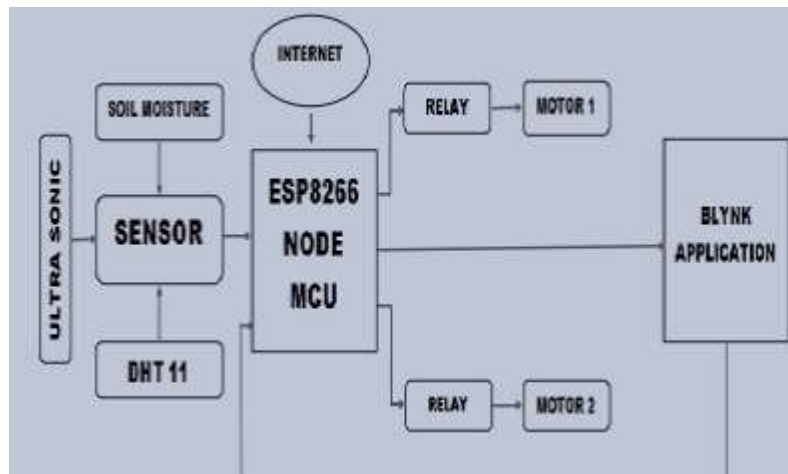 INTERNET
SOIL MOISTURE
RELAY
MOTOR 1
ULTRA SONIC
SENSOR
ESP8266
NODE
MCU
BLYNK
APPLICATION
DHT 11
RELAY
MOTOR 2